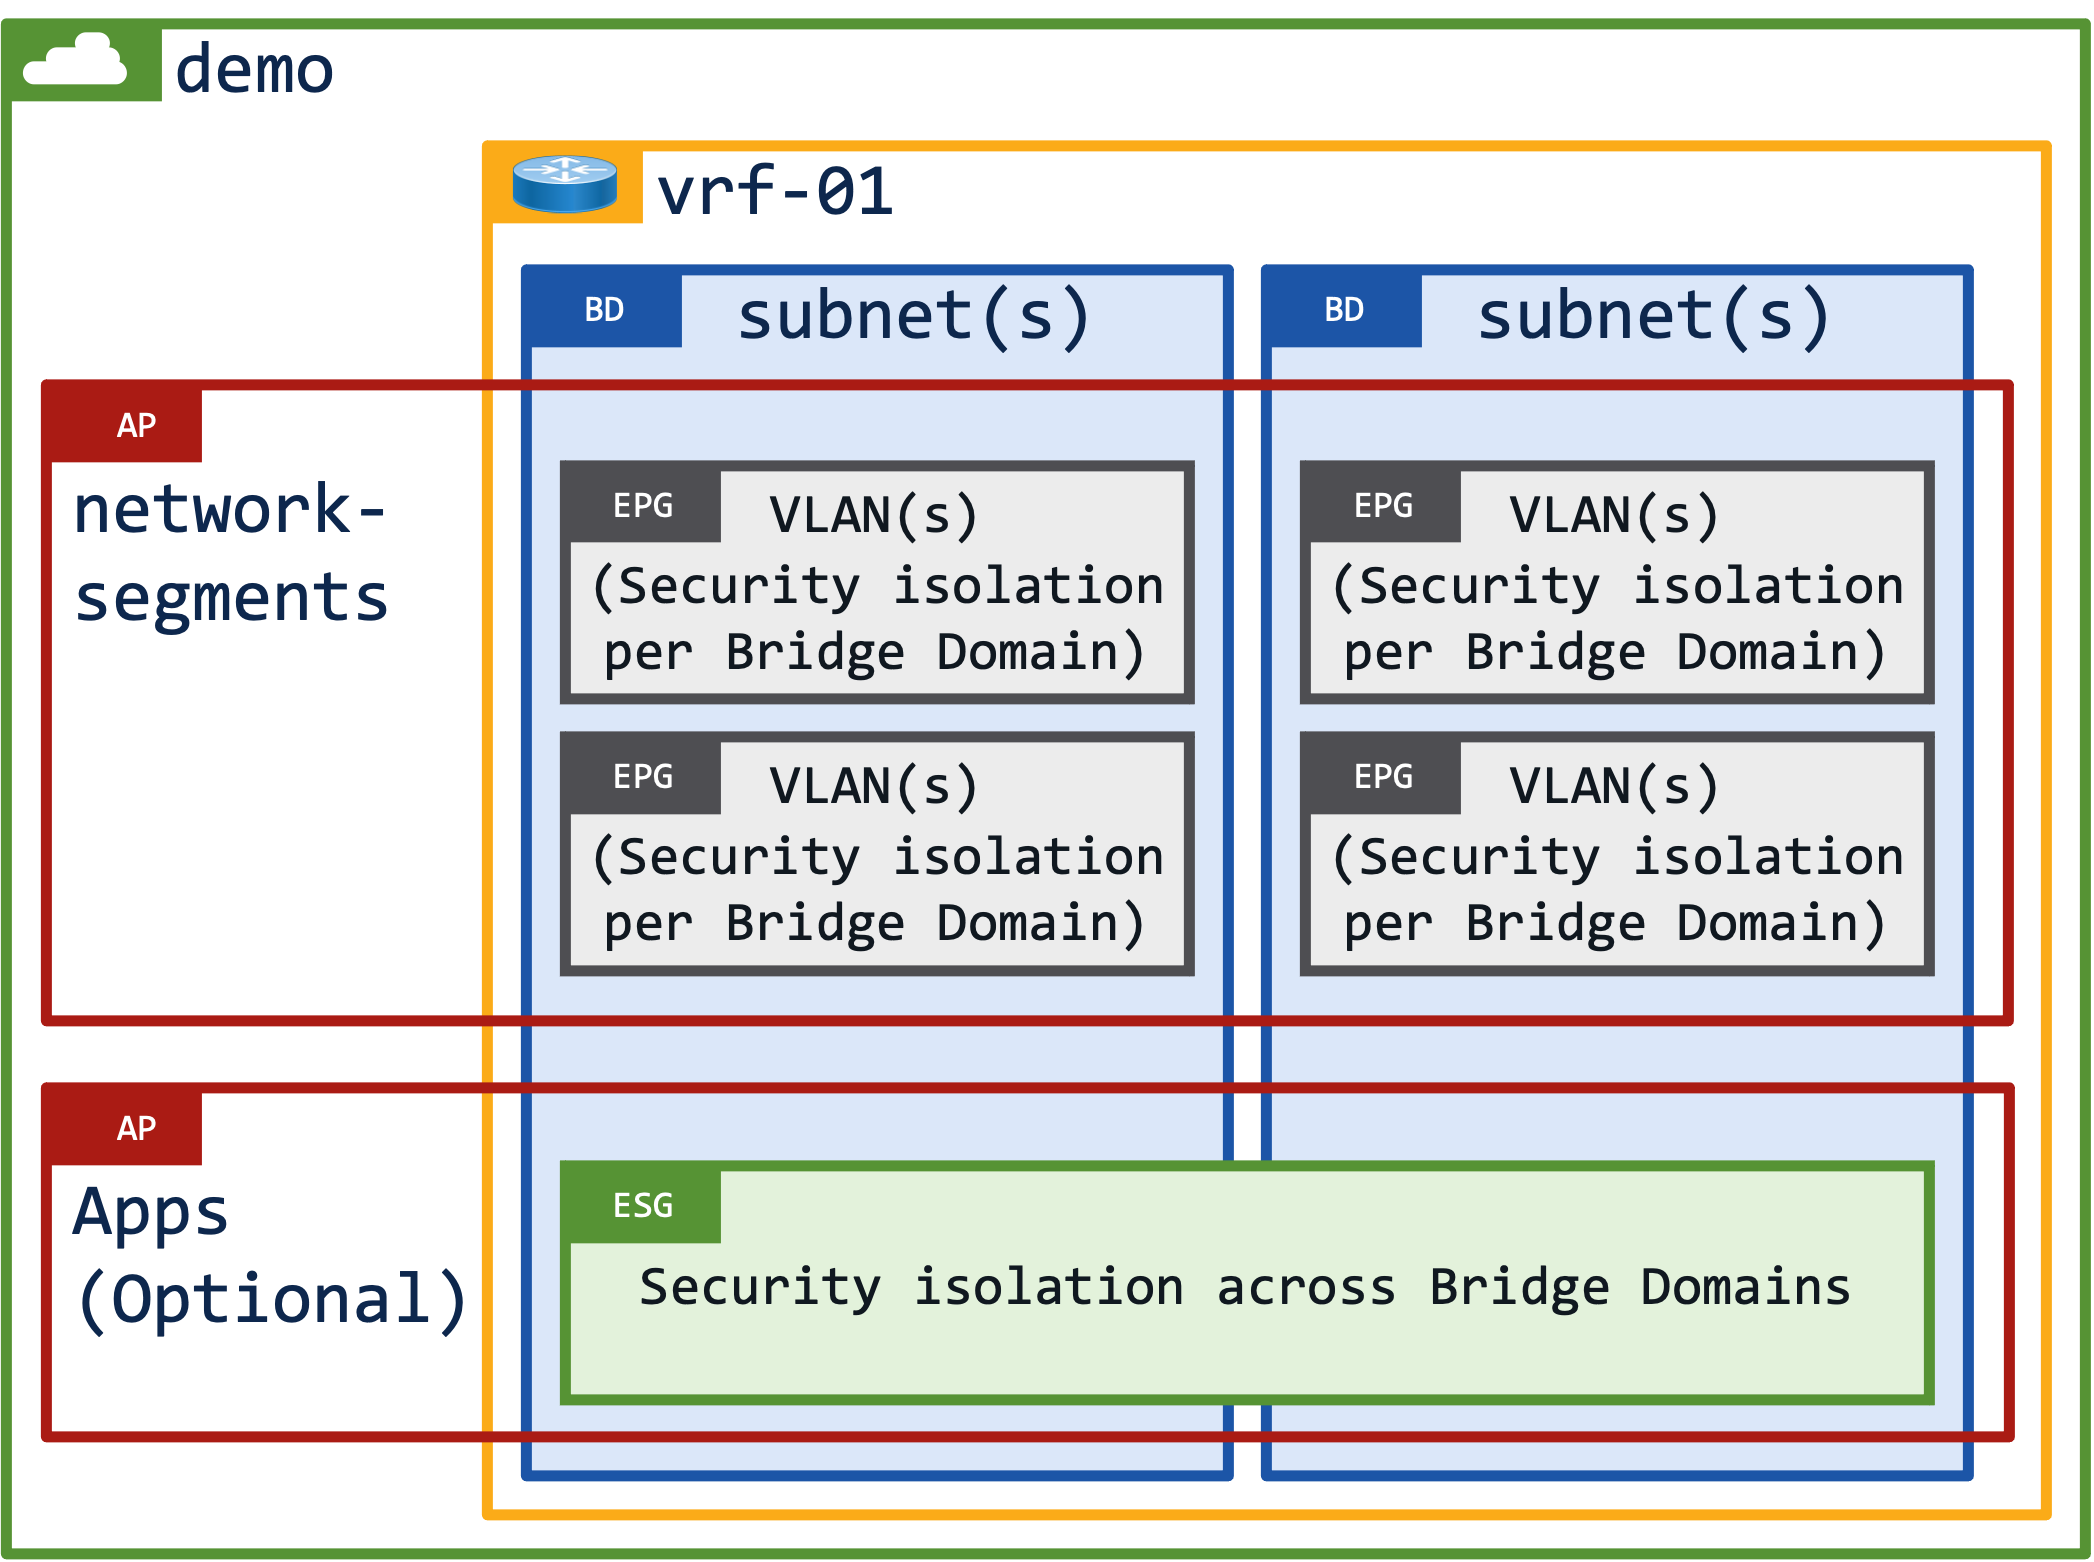 demo
vrf-01
BD
subnet(s)
BD
subnet(s)
AP
network-
segments
EPG
VLAN(s)
(Security isolation
per Bridge Domain)
EPG
VLAN(s)
(Security isolation
per Bridge Domain)
EPG
VLAN(s)
(Security isolation
per Bridge Domain)
EPG
VLAN(s)
(Security isolation
per Bridge Domain)
AP
Apps
(Optional)
ESG
Security isolation across Bridge Domains